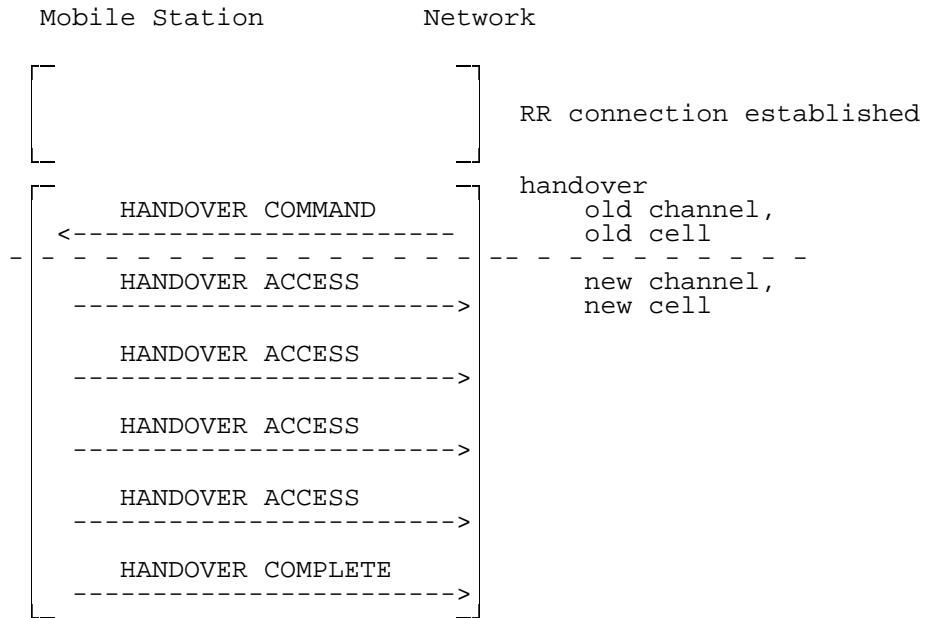 Mobile Station Network
RR connection established
handover
HANDOVER COMMAND old channel,
<------------------------ old cell
- - - - - - - - - - - - - - - -- - - - - - - - - -
HANDOVER ACCESS new channel,
------------------------> new cell
HANDOVER ACCESS
------------------------>
HANDOVER ACCESS
------------------------>
HANDOVER ACCESS
------------------------>
HANDOVER COMPLETE
------------------------>